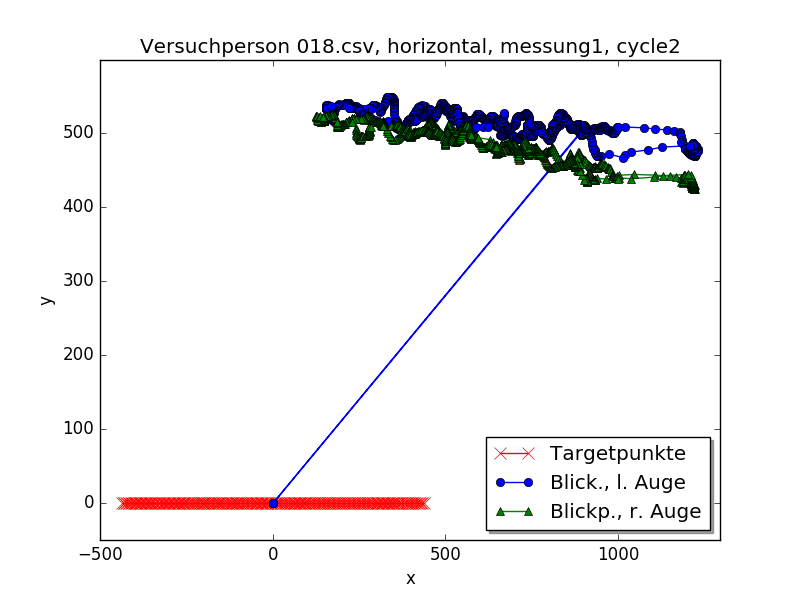 Versuchperson 018.csv, horizontal, messung1, cycle2
500
400
300
200
100
0
y
−500
0
500
1000
x
Targetpunkte
Blick., l. Auge
Blickp., r. Auge